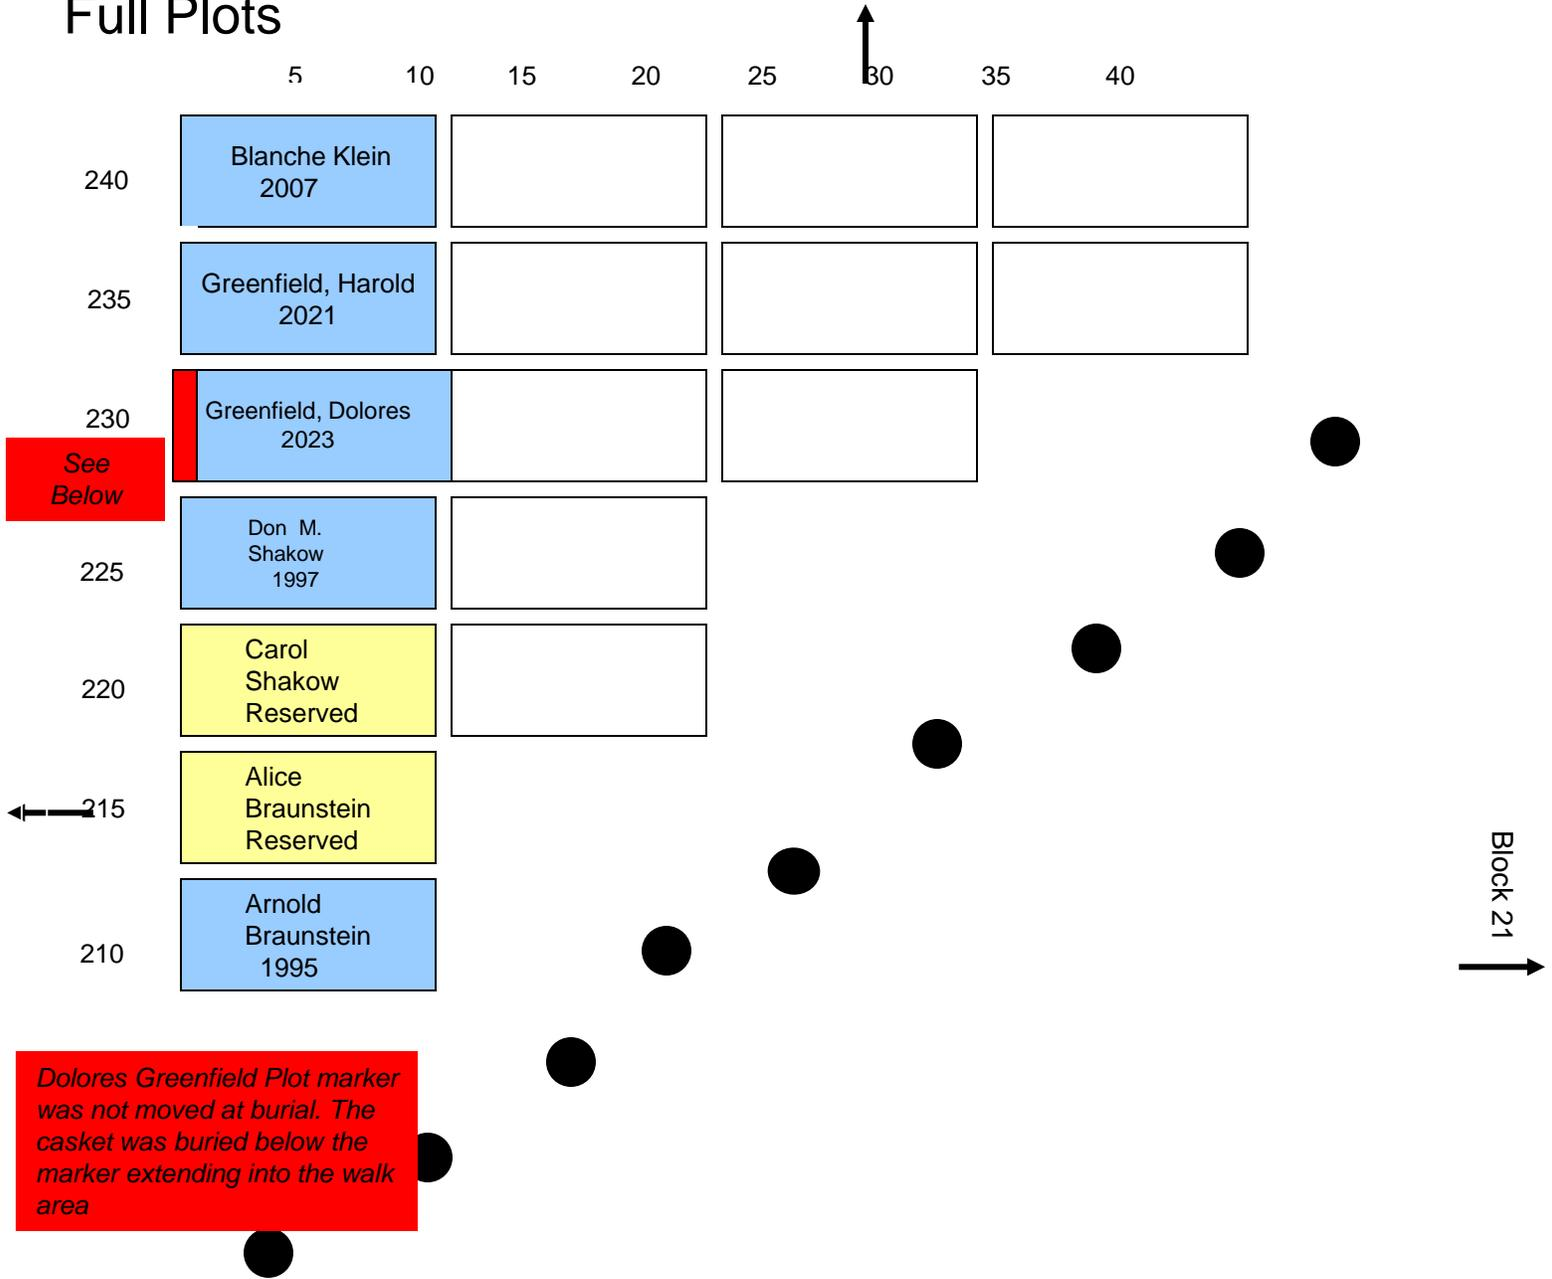 Full Plots
5 10 15 20 25 30 35 40
240
Blanche Klein
2007
235
Greenfield, Harold
2021
230
Greenfield, Dolores
2023
See
Below
225
Don M.
Shakow
1997
220
Carol
Shakow
Reserved
215
Alice
Braunstein
Reserved
Block 21
210
Arnold
Braunstein
1995
Dolores Greenfield Plot marker
was not moved at burial. The
casket was buried below the
marker extending into the walk
area